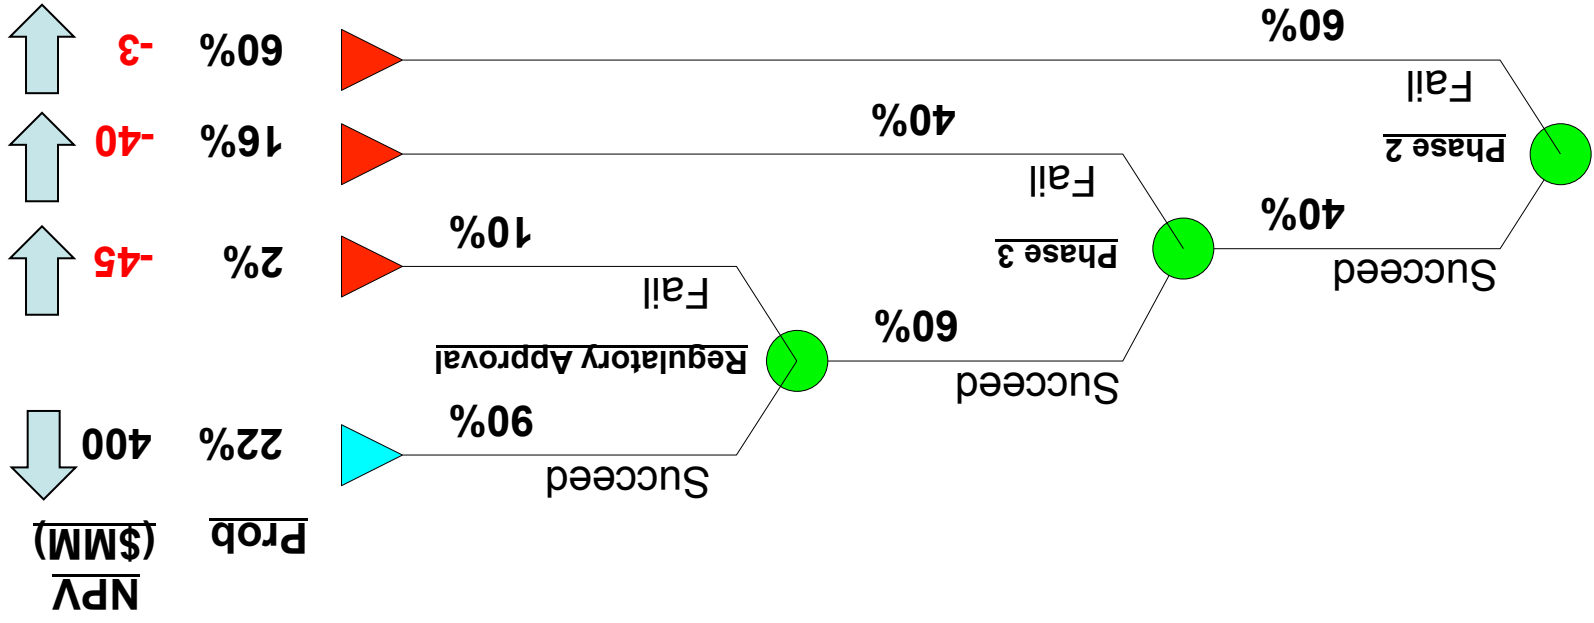 NPV
Prob
($MM)
Succeed
90%
22%
400
Succeed
60%
Regulatory Approval
Fail
10%
2%
-45
Succeed
40%
Phase 3
Fail
40%
16%
-40
Phase 2
Fail
60%
60%
-3